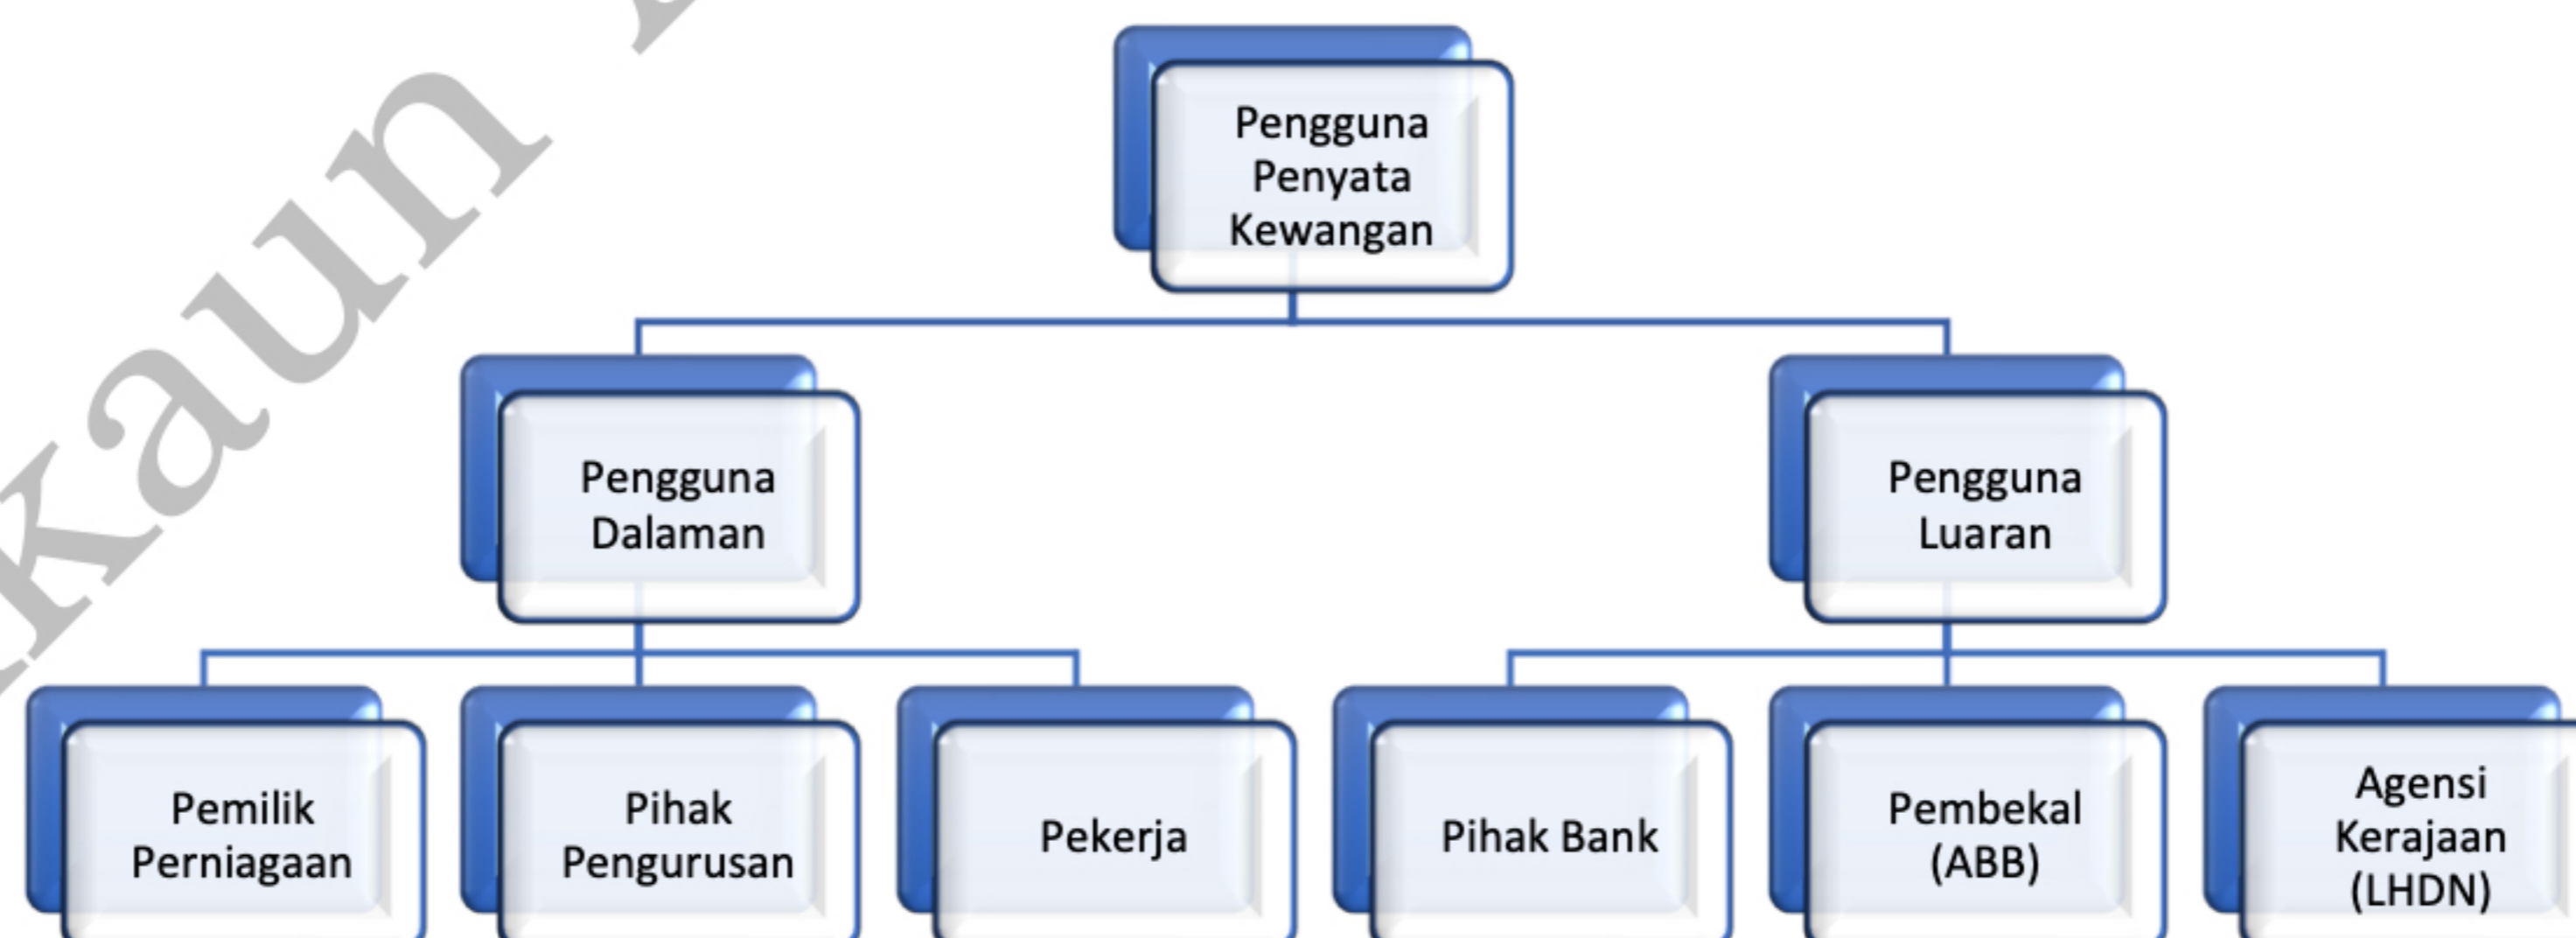 Pengguna
Penyata
Kewangan
Pengguna
Dalaman
Pengguna
Luaran
Pemilik
Perniagaan
Pihak
Pengurusan
Pekerja
Pihak Bank
Pembekal
(ABB)
Agensi
Kerajaan
(LHDN)
kaun